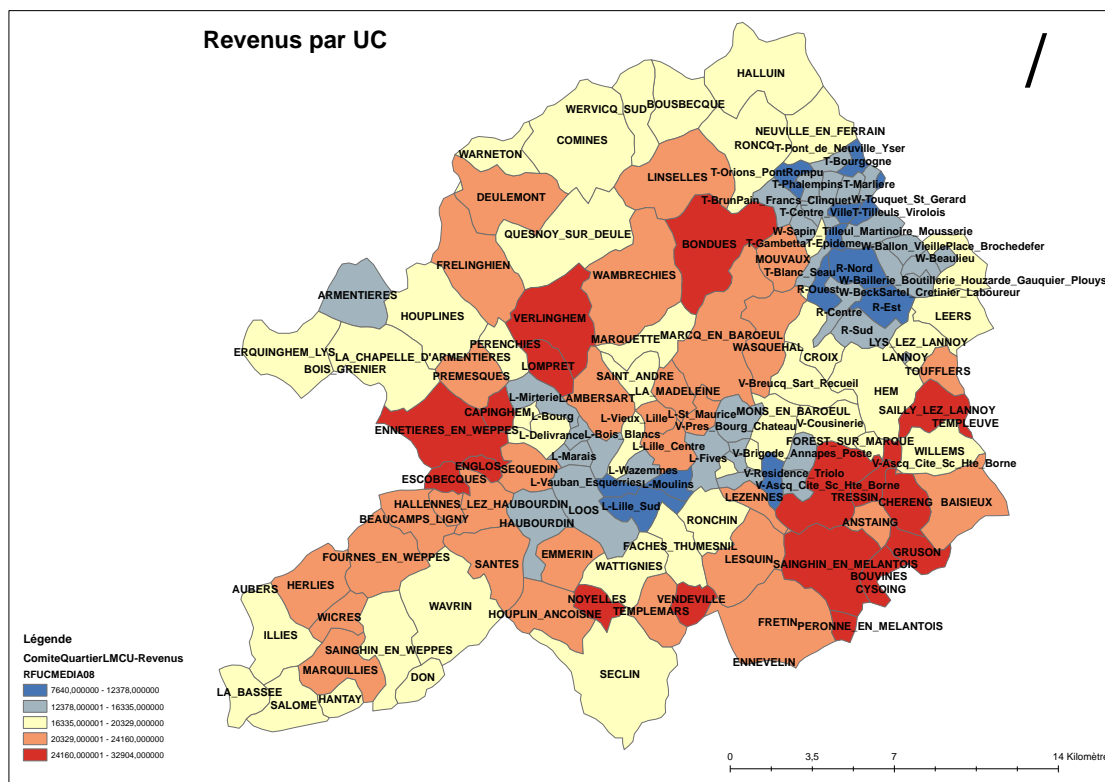 Revenus par UC
HALLUIN
WERVICQ_SUD
BOUSBECQUE
COMINES
NEUVILLE_EN_FERRAIN
RONCQ
T-Pont_de_Neuville_Yser
T-Bourgogne
WARNETON
T-Orions_PontRompu
LINSELLES
T-Phalempins
T-Marliere
DEULEMONT
T-BrunPain_Francs_Clinquet
W-Touquet_St_Gerard
T-Centre_Ville
T-Tilleuls_Virolois
QUESNOY_SUR_DEULE
W-Sapin_Tilleul_Martinoire_Mousserie
BONDUES
T-Gambetta
T-Epideme
W-Ballon_VieillePlace_Brochedefer
MOUVAUX
W-Beaulieu
FRELINGHIEN
WAMBRECHIES
T-Blanc_Seau
R-Nord
W-Baillerie_Boutillerie_Houzarde_Gauquier_Plouys
ARMENTIERES
R-Ouest
W-BeckSartel_Cretinier_Laboureur
HOUPLINES
VERLINGHEM
R-Centre
R-Est
LEERS
MARQUETTE
MARCQ_EN_BAROEUL
R-Sud
ERQUINGHEM_LYS
LA_CHAPELLE_D'ARMENTIERES
PERENCHIES
WASQUEHAL
LYS_LEZ_LANNOY
BOIS_GRENIER
LOMPRET
CROIX
LANNOY
PREMESQUES
SAINT_ANDRE
TOUFFLERS
V-Breucq_Sart_Recueil
HEM
LA_MADELEINE
L-Mirterie
LAMBERSART
CAPINGHEM
L-Bourg
L-Vieux_Lille
L-St_Maurice
MONS_EN_BAROEUL
SAILLY_LEZ_LANNOY
ENNETIERES_EN_WEPPES
V-Pres_Bourg_Chateau
V-Cousinerie
TEMPLEUVE
L-Delivrance
L-Bois_Blancs
L-Lille_Centre
FOREST_SUR_MARQUE
L-Marais
L-Fives
V-Brigode_Annapes_Poste
WILLEMS
ENGLOS
SEQUEDIN
L-Wazemmes
V-Residence_Triolo
V-Ascq_Cite_Sc_Hte_Borne
ESCOBECQUES
L-Vauban_Esquerries
L-Moulins
V-Ascq_Cite_Sc_Hte_Borne
HALLENNES
LEZ_HAUBOURDIN
LOOS
L-Lille_Sud
LEZENNES
TRESSIN
CHERENG
BAISIEUX
BEAUCAMPS_LIGNY
HAUBOURDIN
RONCHIN
ANSTAING
FOURNES_EN_WEPPES
EMMERIN
FACHES_THUMESNIL
LESQUIN
GRUSON
SANTES
WATTIGNIES
SAINGHIN_EN_MELANTOIS
AUBERS
HERLIES
BOUVINES
CYSOING
WAVRIN
NOYELLES
VENDEVILLE
WICRES
HOUPLIN_ANCOISNE
TEMPLEMARS
FRETIN
PERONNE_EN_MELANTOIS
ILLIES
SAINGHIN_EN_WEPPES
ENNEVELIN
MARQUILLIES
DON
SECLIN
LA_BASSEE
SALOME
HANTAY
Légende
ComiteQuartierLMCU-Revenus
RFUCMEDIA08
7640,000000 - 12378,000000
12378,000001 - 16335,000000
16335,000001 - 20329,000000
20329,000001 - 24160,000000
24160,000001 - 32904,000000
0 3,5 7 14 Kilomètre